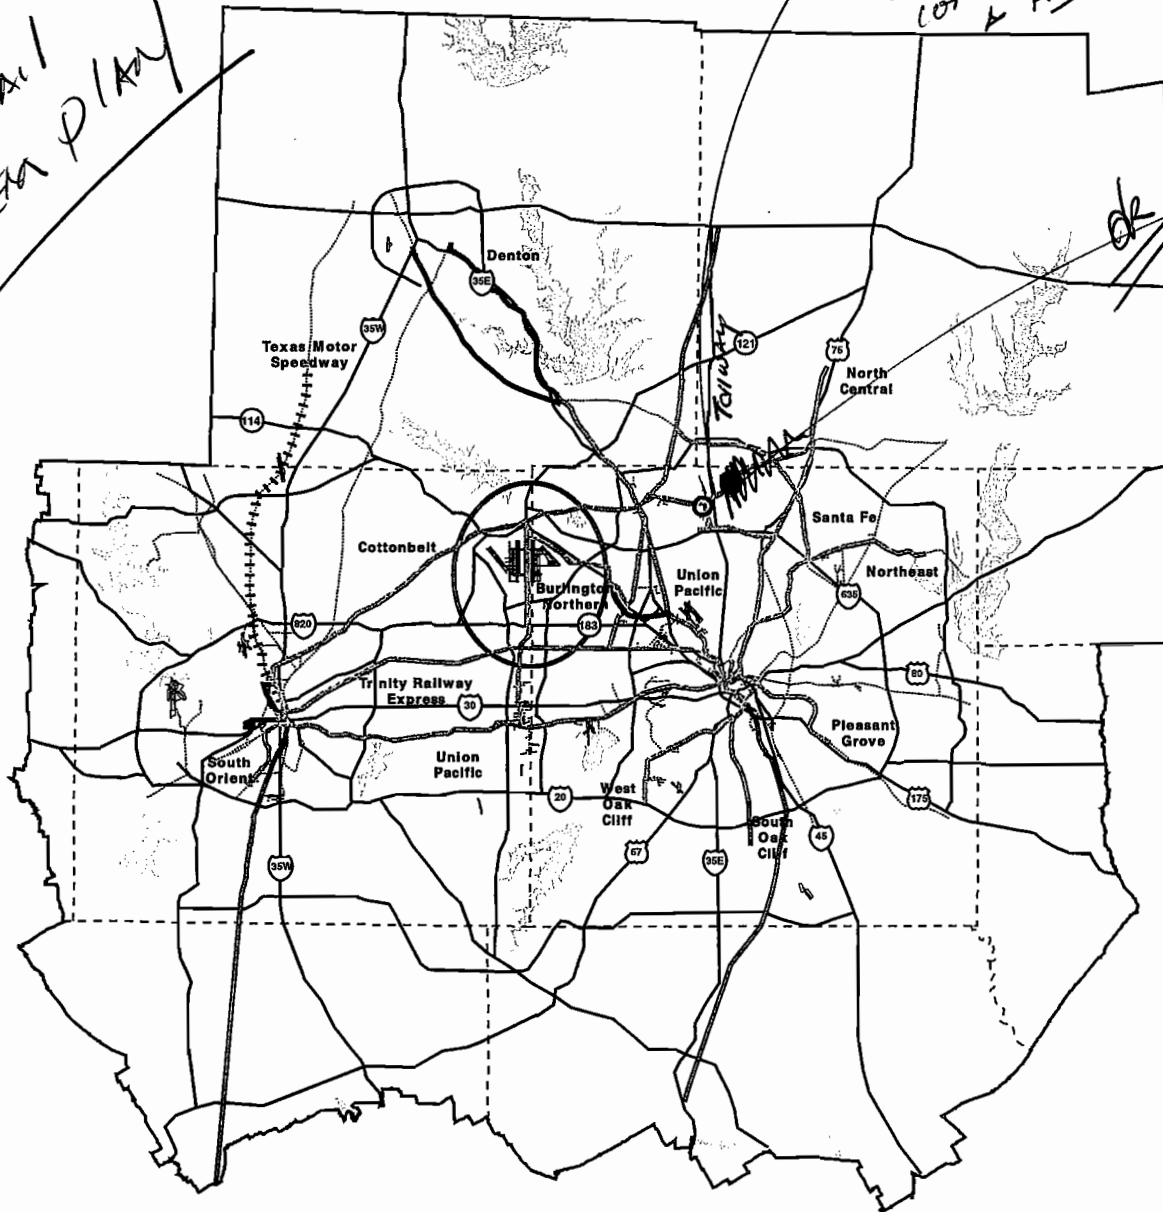 plan
ok
Denton
35E
35W
Texas Motor
Speedway
Tollway
121
75
North
Central
114
Cottonbelt
Santa Fe
Northeast
Burlington
Northern
Union
Pacific
635
820
183
80
Trinity Railway
Express
30
Pleasant
Grove
South
Orient
Union
Pacific
20
West
Oak
Cliff
175
South
Oak
Cliff
67
35E
45
35W